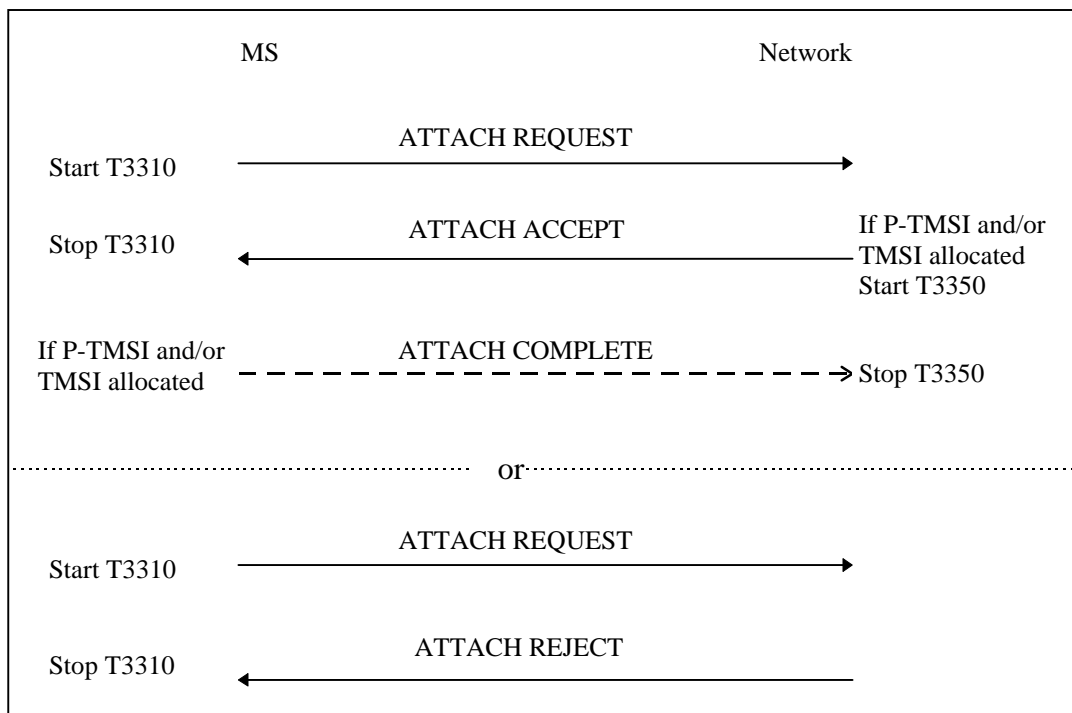 MS Network
ATTACH REQUEST
Start T3310
ATTACH ACCEPT
Stop T3310
If P-TMSI and/or
TMSI allocated
Start T3350
If P-TMSI and/or
TMSI allocated
ATTACH COMPLETE
Stop T3350
or
ATTACH REQUEST
Start T3310
ATTACH REJECT
Stop T3310